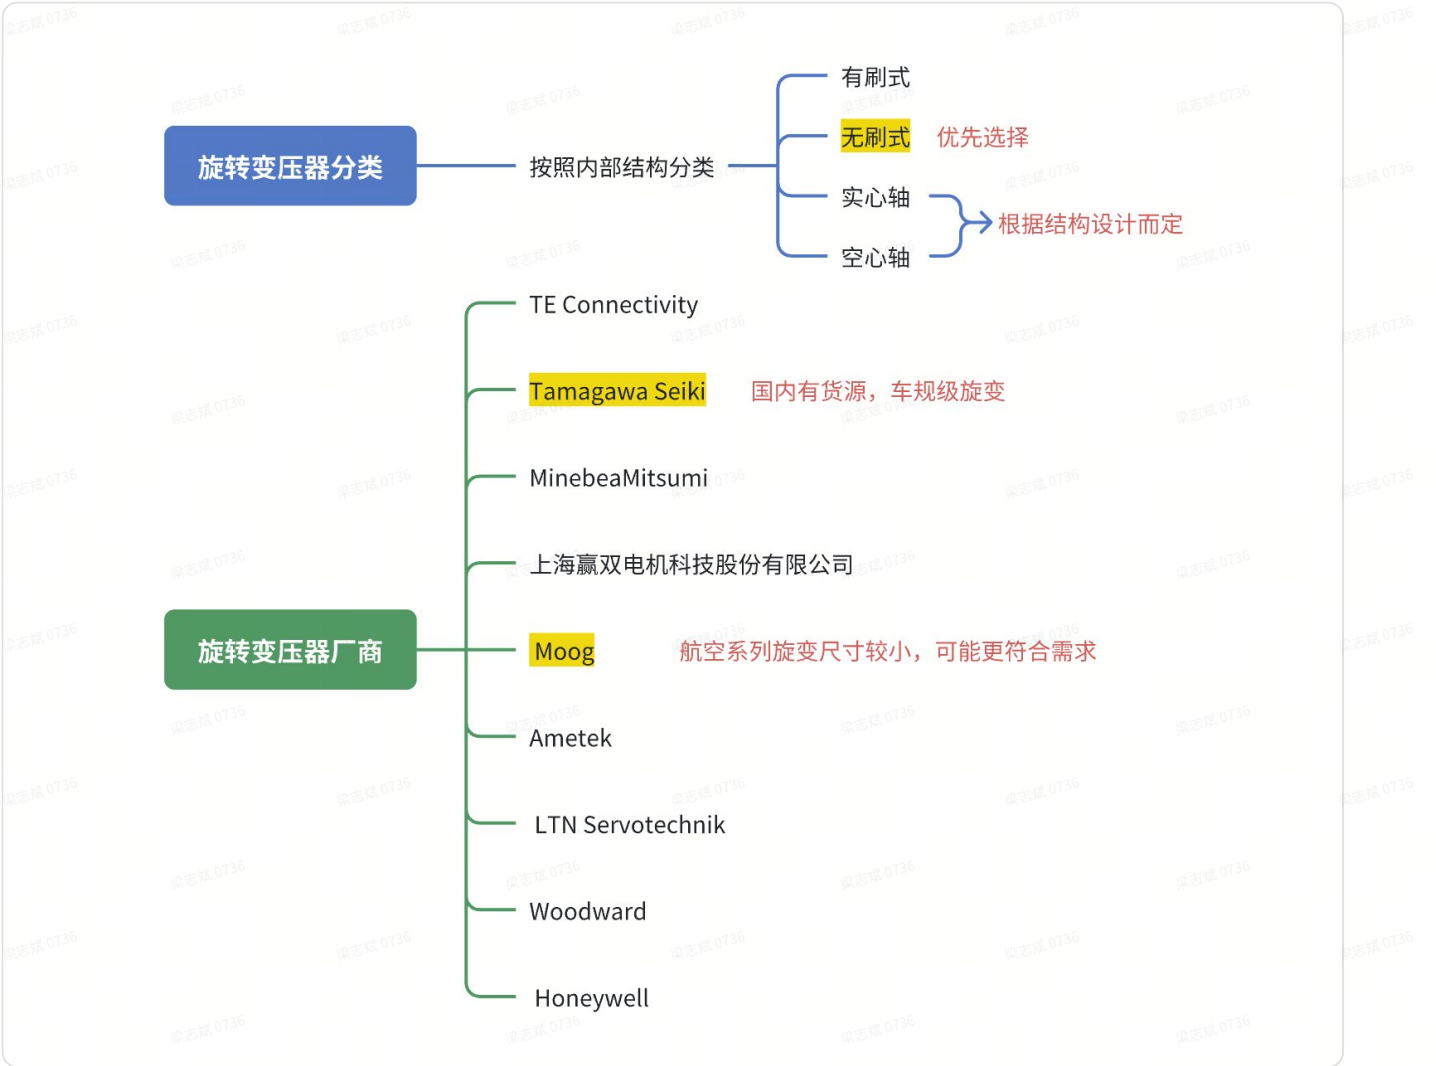 有刷式
无刷式 优先选择
旋转变压器分类
按照内部结构分类
实心轴
根据结构设计而定
空心轴
TE Connectivity
Tamagawa Seiki 国内有货源，车规级旋变
MinebeaMitsumi
上海赢双电机科技股份有限公司
旋转变压器厂商
Moog 航空系列旋变尺寸较小，可能更符合需求
Ametek
LTN Servotechnik
Woodward
Honeywell
梁志斌 0736